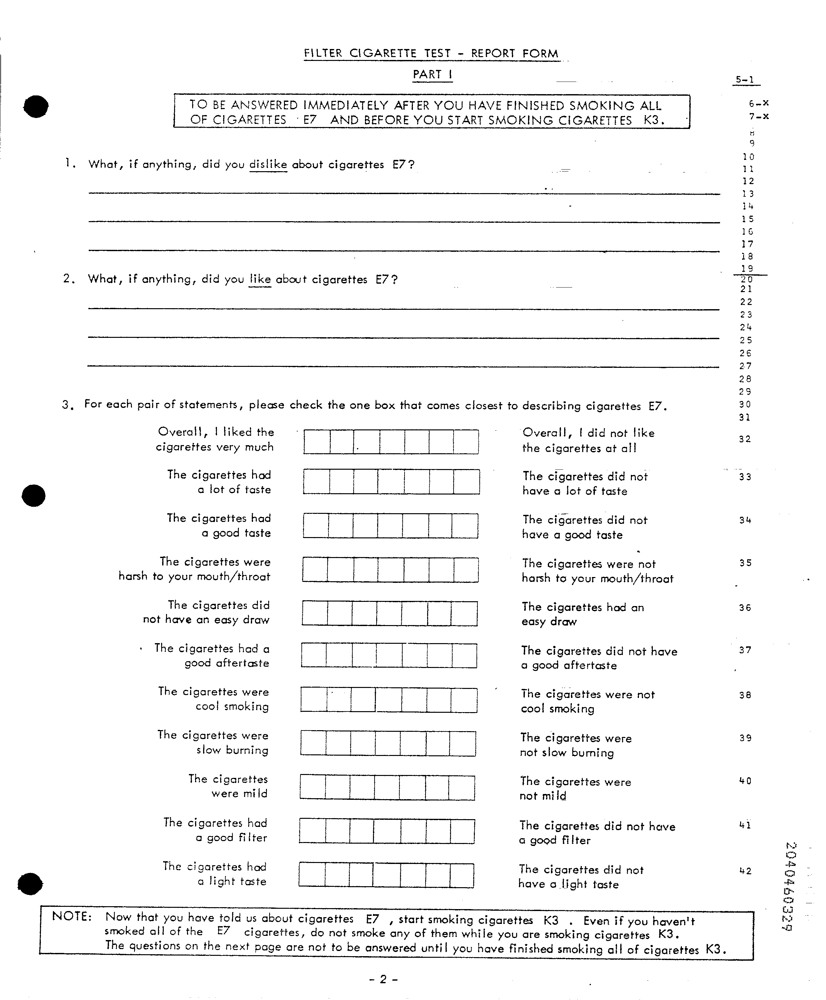 FILTER CIGARETTE TEST - REPORT FORM
PART I
5-1
TO BE ANSWERED IMMEDIATELY AFTER YOU HAVE FINISHED SMOKING ALL
OF CIGARETTES E7 AND BEFORE YOU START SMOKING CIGARETTES K3.
6-X
7-X
8
9
10
11
12
13
14
15
16
17
18
19
20
21
22
23
24
25
26
27
28
29
30
31
1. What, if anything, did you dislike about cigarettes E7?
2. What, if anything, did you like about cigarettes E7?
3. For each pair of statements, please check the one box that comes closest to describing cigarettes E7.
Overall, I liked the Overall, I did not like
cigarettes very much the cigarettes at all 32
The cigarettes had The cigarettes did not 33
a lot of taste have a lot of taste
The cigarettes had The cigarettes did not 34
a good taste have a good taste
The cigarettes were The cigarettes were not 35
harsh to your mouth/throat harsh to your mouth/throat
The cigarettes did The cigarettes had an 36
not have an easy draw easy draw
The cigarettes had a The cigarettes did not have 37
good aftertaste a good aftertaste
The cigarettes were The cigarettes were not 38
cool smoking cool smoking
The cigarettes were The cigarettes were 39
slow burning not slow burning
The cigarettes The cigarettes were 40
were mild not mild
The cigarettes had The cigarettes did not have 41
a good filter a good filter
The cigarettes had The cigarettes did not 42
a light taste have a light taste
2040460329
NOTE: Now that you have told us about cigarettes E7 , start smoking cigarettes K3 . Even if you haven't
smoked all of the E7 cigarettes, do not smoke any of them while you are smoking cigarettes K3.
The questions on the next page are not to be answered until you have finished smoking all of cigarettes K3.
- 2 -